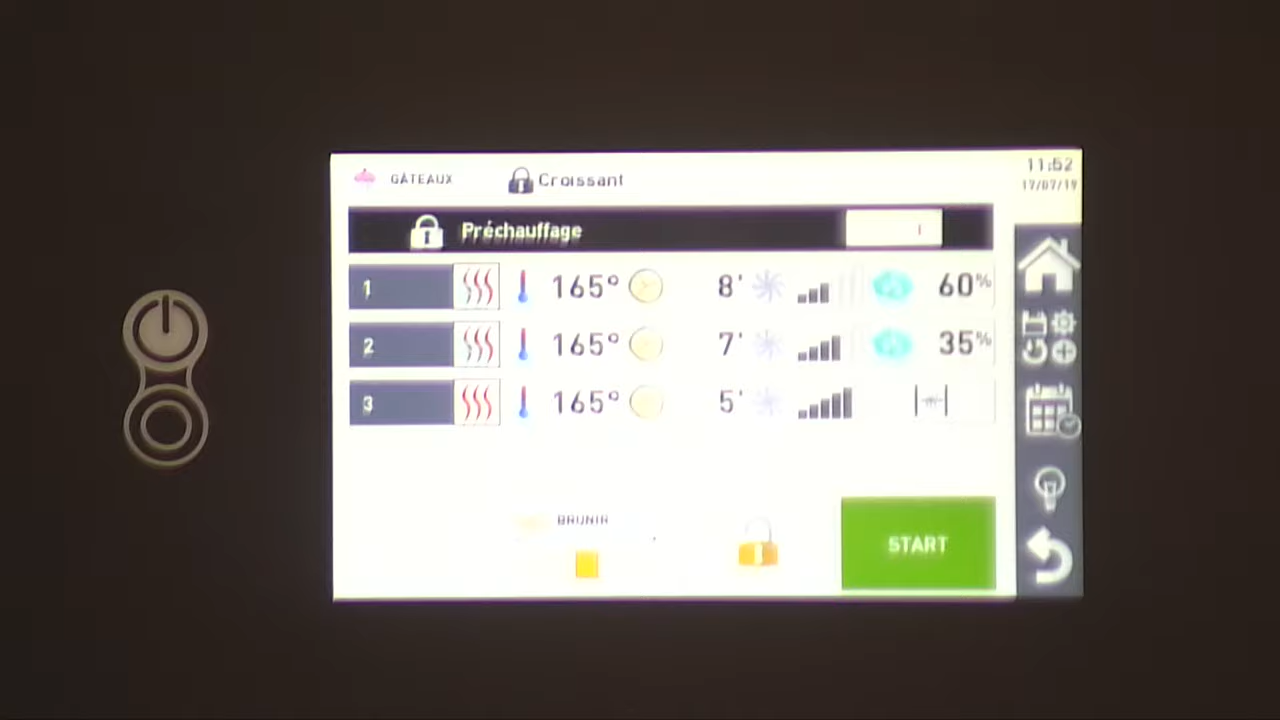 GÂTEAUX Croissant 11:52
17/07/19
Préchauffage
1 165° 8' 60%
2 165° 7' 35%
3 165° 5'
BRUNIR
START